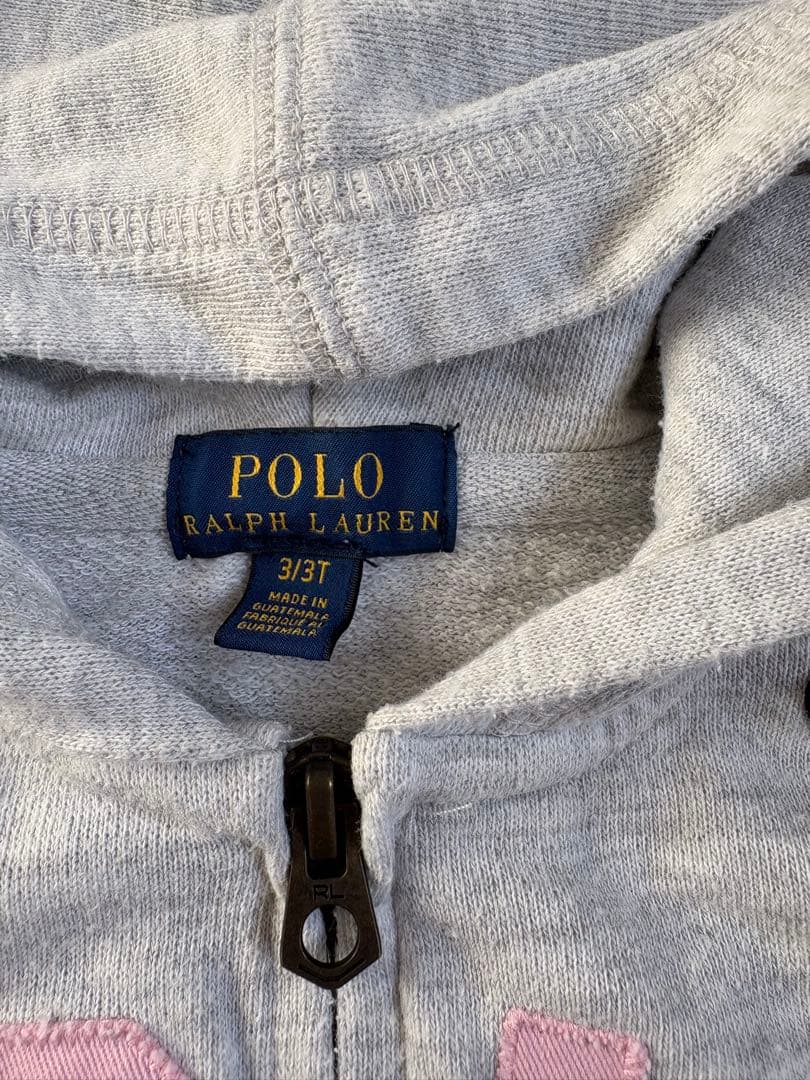 POLO
RALPH LAUREN
3/3T
MADE IN
GUATEMALA
FABRIQUÉ AU
GUATEMALA
RL